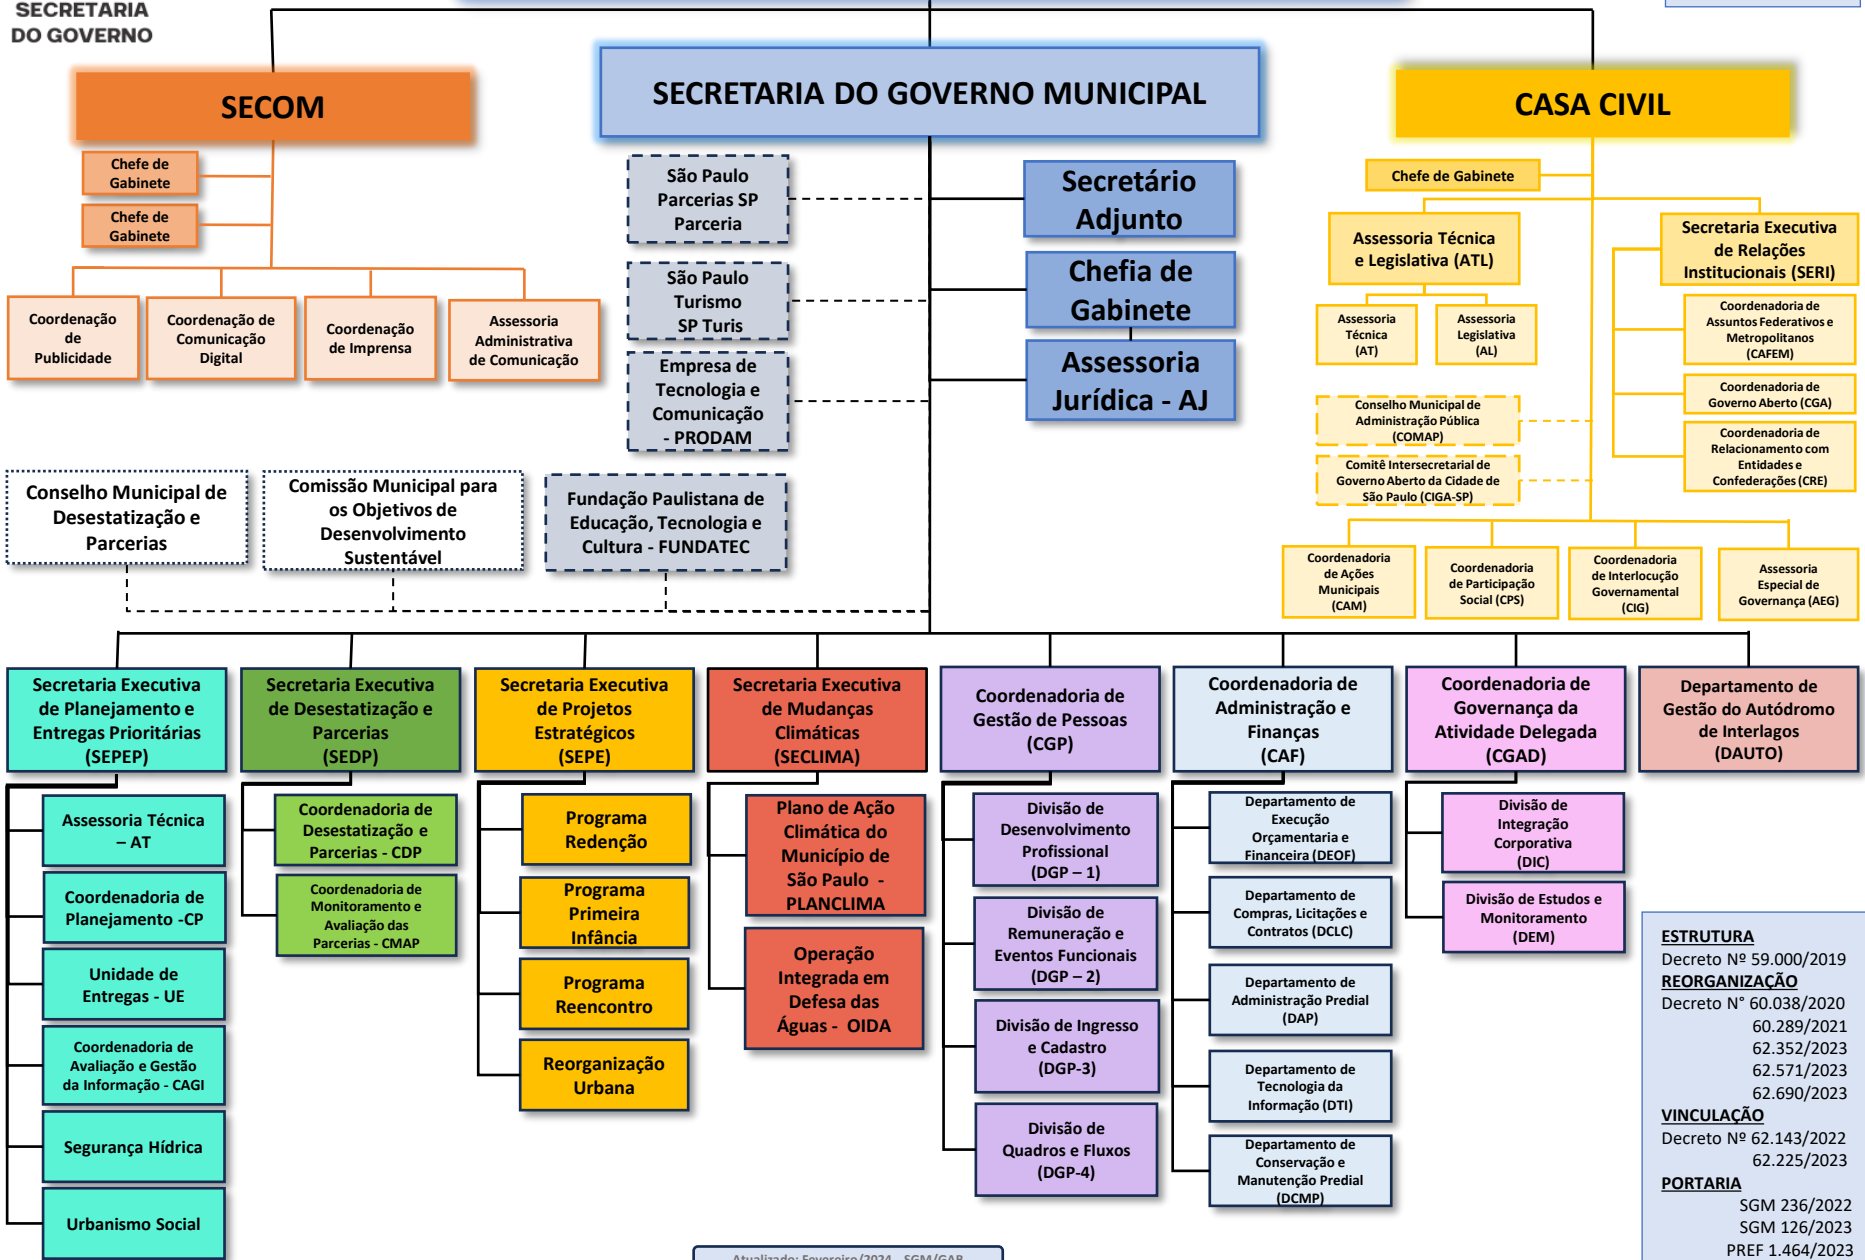 SECRETARIA
DO GOVERNO
SECOM
SECRETARIA DO GOVERNO MUNICIPAL
CASA CIVIL
Chefe de
Gabinete
Chefe de
Gabinete
Coordenação
de
Publicidade
Coordenação de
Comunicação
Digital
Coordenação
de Imprensa
Assessoria
Administrativa
de Comunicação
São Paulo
Parcerias SP
Parceria
São Paulo
Turismo
SP Turis
Empresa de
Tecnologia e
Comunicação
- PRODAM
Secretário
Adjunto
Chefia de
Gabinete
Assessoria
Jurídica - AJ
Chefe de Gabinete
Assessoria Técnica
e Legislativa (ATL)
Assessoria
Técnica
(AT)
Assessoria
Legislativa
(AL)
Secretaria Executiva
de Relações
Institucionais (SERI)
Coordenadoria de
Assuntos Federativos e
Metropolitanos
(CAFEM)
Coordenadoria de
Governo Aberto (CGA)
Coordenadoria de
Relacionamento com
Entidades e
Confederações (CRE)
Conselho Municipal de
Administração Pública
(COMAP)
Comitê Intersecretarial de
Governo Aberto da Cidade de
São Paulo (CIGA-SP)
Coordenadoria
de Ações
Municipais
(CAM)
Coordenadoria
de Participação
Social (CPS)
Coordenadoria
de Interlocução
Governamental
(CIG)
Assessoria
Especial de
Governança (AEG)
Conselho Municipal de
Desestatização e
Parcerias
Comissão Municipal para
os Objetivos de
Desenvolvimento
Sustentável
Fundação Paulistana de
Educação, Tecnologia e
Cultura - FUNDATEC
Secretaria Executiva
de Planejamento e
Entregas Prioritárias
(SEPEP)
Assessoria Técnica
– AT
Coordenadoria de
Planejamento -CP
Unidade de
Entregas - UE
Coordenadoria de
Avaliação e Gestão
da Informação - CAGI
Segurança Hídrica
Urbanismo Social
Secretaria Executiva
de Desestatização e
Parcerias
(SEDP)
Coordenadoria de
Desestatização e
Parcerias - CDP
Coordenadoria de
Monitoramento e
Avaliação das
Parcerias - CMAP
Secretaria Executiva
de Projetos
Estratégicos
(SEPE)
Programa
Redenção
Programa
Primeira
Infância
Programa
Reencontro
Reorganização
Urbana
Secretaria Executiva
de Mudanças
Climáticas
(SECLIMA)
Plano de Ação
Climática do
Município de
São Paulo -
PLANCLIMA
Operação
Integrada em
Defesa das
Águas - OIDA
Coordenadoria de
Gestão de Pessoas
(CGP)
Divisão de
Desenvolvimento
Profissional
(DGP – 1)
Divisão de
Remuneração e
Eventos Funcionais
(DGP – 2)
Divisão de Ingresso
e Cadastro
(DGP-3)
Divisão de
Quadros e Fluxos
(DGP-4)
Coordenadoria de
Administração e
Finanças
(CAF)
Departamento de
Execução
Orçamentaria e
Financeira (DEOF)
Departamento de
Compras, Licitações e
Contratos (DCLC)
Departamento de
Administração Predial
(DAP)
Departamento de
Tecnologia da
Informação (DTI)
Departamento de
Conservação e
Manutenção Predial
(DCMP)
Coordenadoria de
Governança da
Atividade Delegada
(CGAD)
Divisão de
Integração
Corporativa
(DIC)
Divisão de Estudos e
Monitoramento
(DEM)
Departamento de
Gestão do Autódromo
de Interlagos
(DAUTO)
ESTRUTURA
Decreto Nº 59.000/2019
REORGANIZAÇÃO
Decreto N° 60.038/2020
60.289/2021
62.352/2023
62.571/2023
62.690/2023
VINCULAÇÃO
Decreto Nº 62.143/2022
62.225/2023
PORTARIA
SGM 236/2022
SGM 126/2023
PREF 1.464/2023
Atualizado: Fevereiro/2024 - SGM/GAB